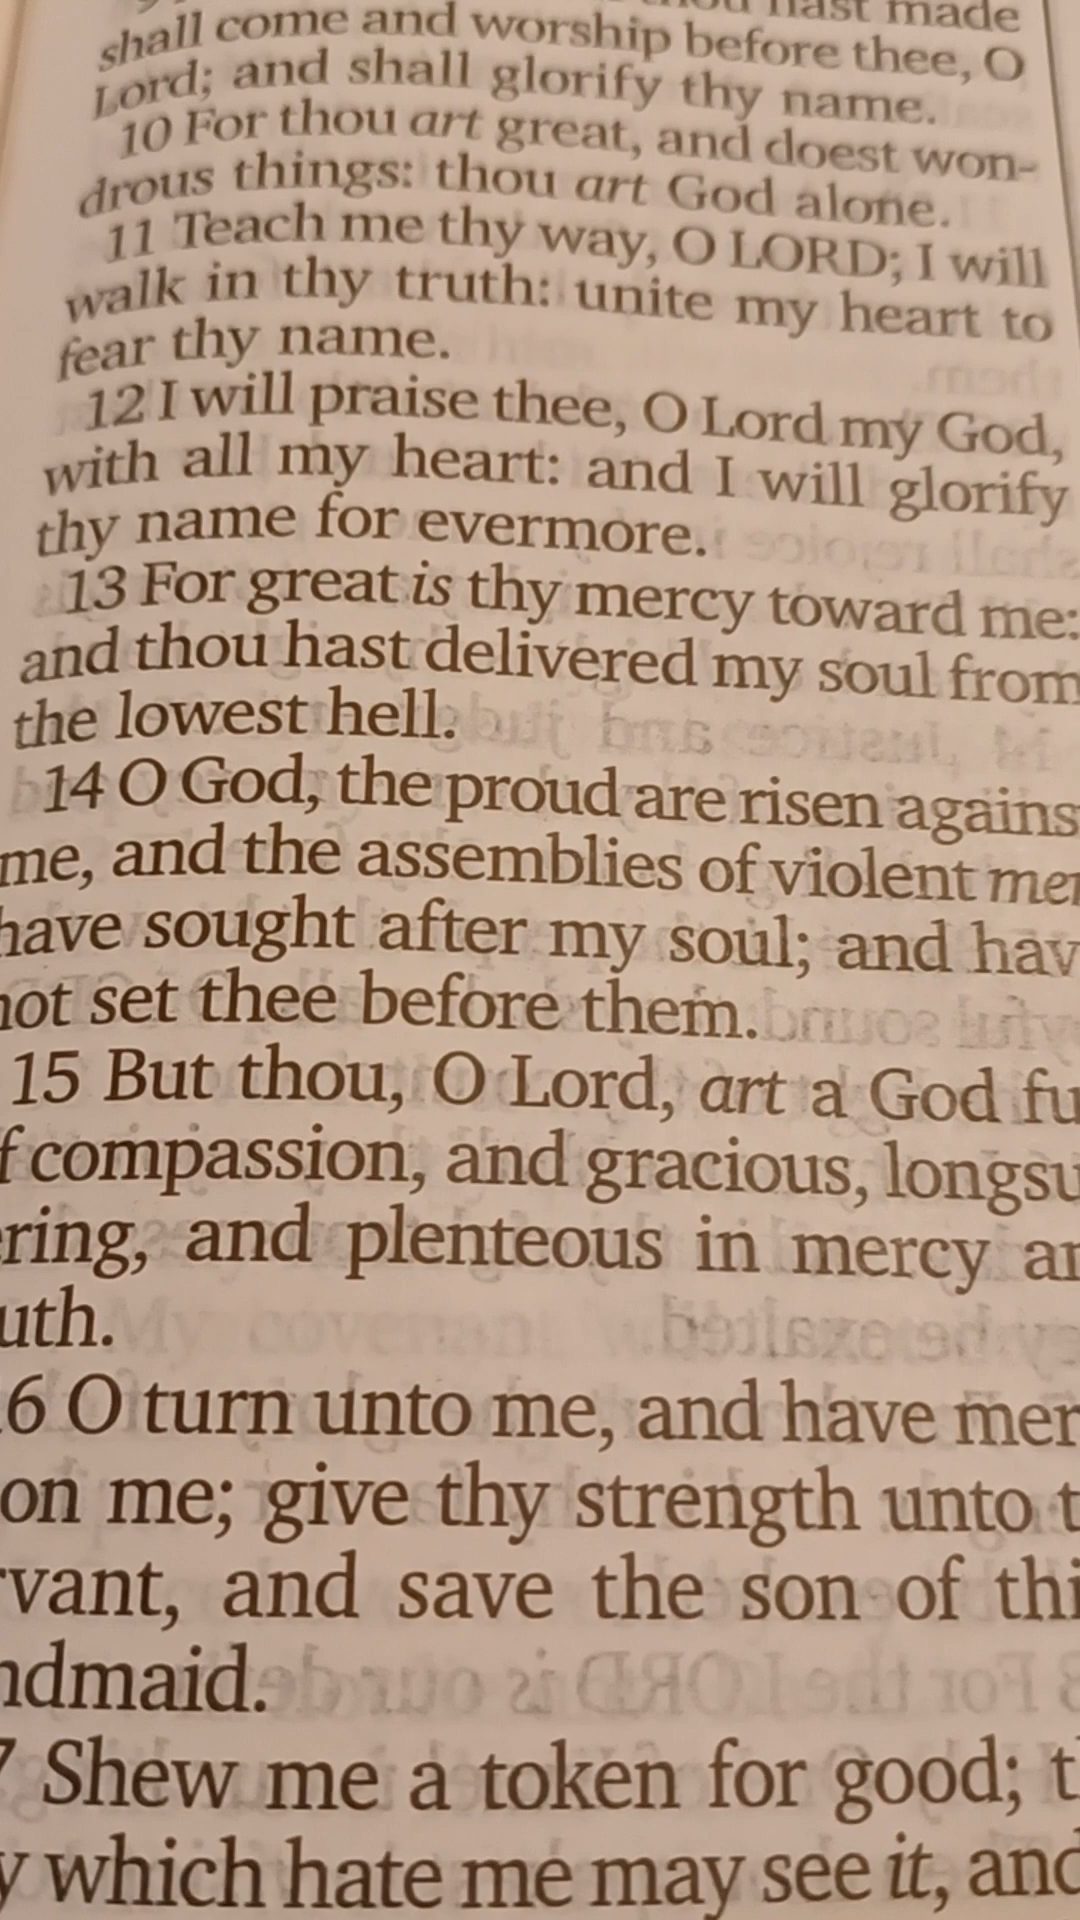 hast made
shall come and worship before thee, O
Lord; and shall glorify thy name.
10 For thou art great, and doest won-
drous things: thou art God alone.
11 Teach me thy way, O LORD; I will
walk in thy truth: unite my heart to
fear thy name.
12 I will praise thee, O Lord my God,
with all my heart: and I will glorify
thy name for evermore.
13 For great is thy mercy toward me:
and thou hast delivered my soul from
the lowest hell.
14 O God, the proud are risen agains
me, and the assemblies of violent me
have sought after my soul; and hav
not set thee before them.
15 But thou, O Lord, art a God fu
f compassion, and gracious, longsu
ring, and plenteous in mercy an
uth.
6 O turn unto me, and have mer
on me; give thy strength unto t
rvant, and save the son of thi
ndmaid.
7 Shew me a token for good; t
y which hate me may see it, and